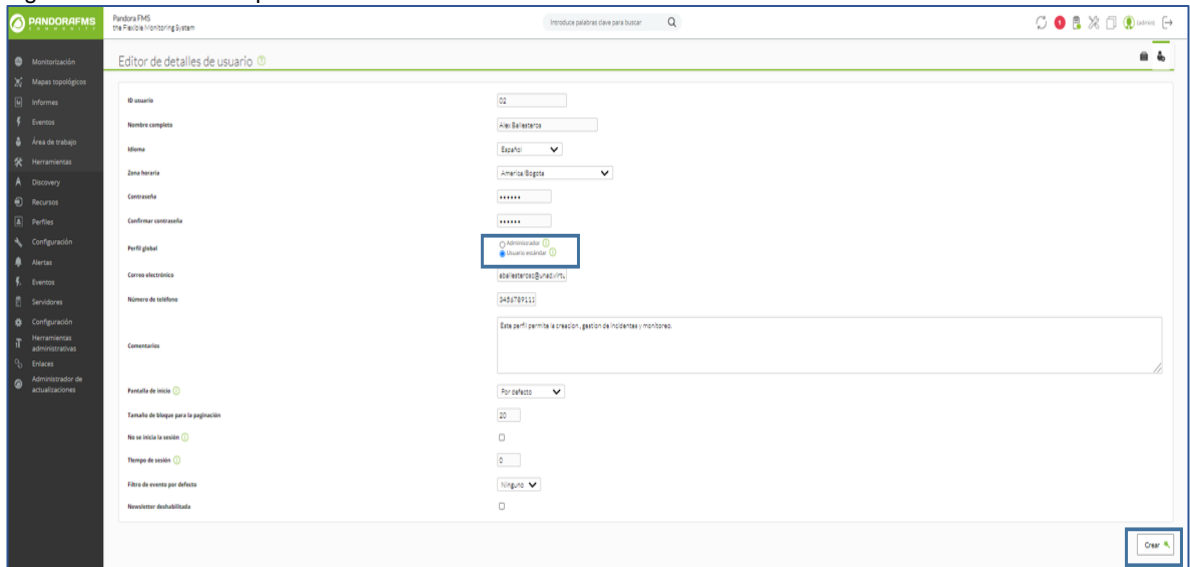 PANDORAFMS
COMMUNITY
Pandora FMS
the Flexible Monitoring System
Introduce palabras clave para buscar
1
(admin)
Editor de detalles de usuario
Monitorización
Mapas topológicos
Informes
Eventos
Área de trabajo
Herramientas
Discovery
Recursos
Perfiles
Configuración
Alertas
Eventos
Servidores
Configuración
Herramientas
administrativas
Enlaces
Administrador de
actualizaciones
ID usuario
02
Nombre completo
Alex Ballesteros
Idioma
Español
Zona horaria
America/Bogota
Contraseña
••••••
Confirmar contraseña
••••••
Perfil global
Administrador
Usuario estándar
Correo electrónico
aballesterosc@unad.virtu
Número de teléfono
3456789111
Comentarios
Este perfil permite la creacion, gestion de incidentes y monitoreo.
Pantalla de inicio
Por defecto
Tamaño de bloque para la paginación
20
No se inicia la sesión
Tiempo de sesión
0
Filtro de evento por defecto
Ninguno
Newsletter deshabilitada
Crear